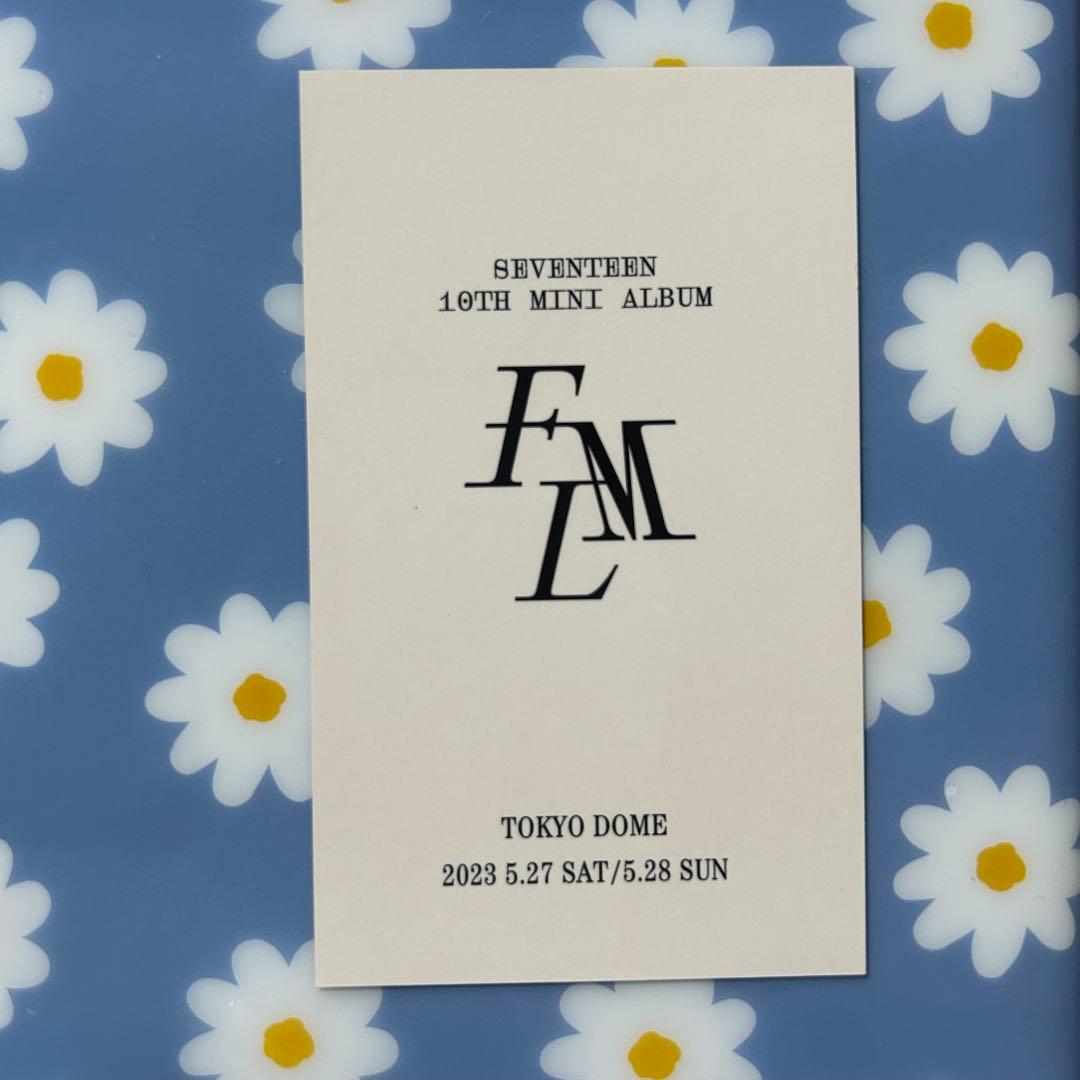 SEVENTEEN
10TH MINI ALBUM
FML
TOKYO DOME
2023 5.27 SAT/5.28 SUN